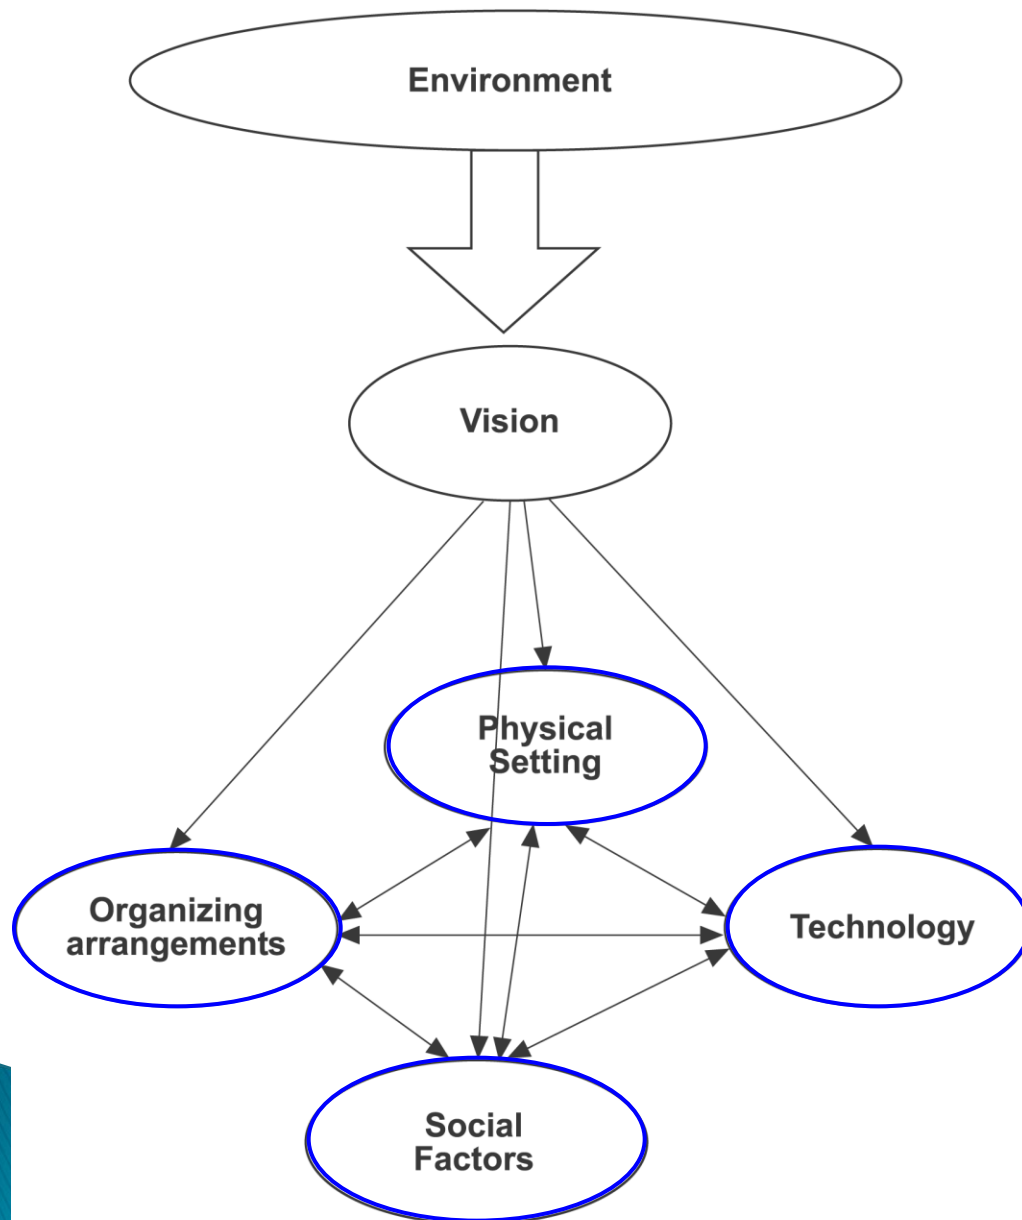 Environment
Vision
Physical
Setting
Organizing
arrangements
Technology
Social
Factors